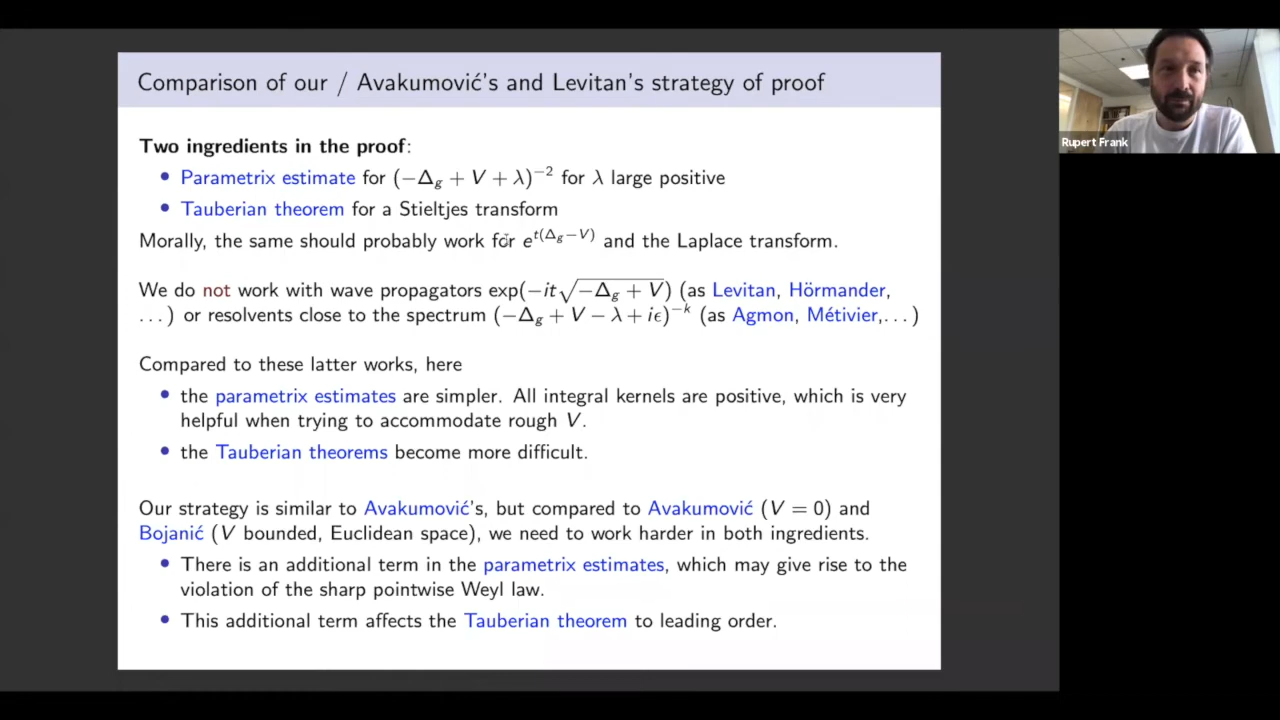 Comparison of our / Avakumović's and Levitan's strategy of proof
Rupert Frank
Two ingredients in the proof:
• Parametrix estimate for (−Δ_g + V + λ)^{−2} for λ large positive
• Tauberian theorem for a Stieltjes transform
Morally, the same should probably work for e^{t(Δ_g−V)} and the Laplace transform.
We do not work with wave propagators exp(−it√(−Δ_g + V)) (as Levitan, Hörmander,
...) or resolvents close to the spectrum (−Δ_g + V − λ + iϵ)^{−k} (as Agmon, Métivier,...)
Compared to these latter works, here
• the parametrix estimates are simpler. All integral kernels are positive, which is very
helpful when trying to accommodate rough V.
• the Tauberian theorems become more difficult.
Our strategy is similar to Avakumović's, but compared to Avakumović (V = 0) and
Bojanić (V bounded, Euclidean space), we need to work harder in both ingredients.
• There is an additional term in the parametrix estimates, which may give rise to the
violation of the sharp pointwise Weyl law.
• This additional term affects the Tauberian theorem to leading order.